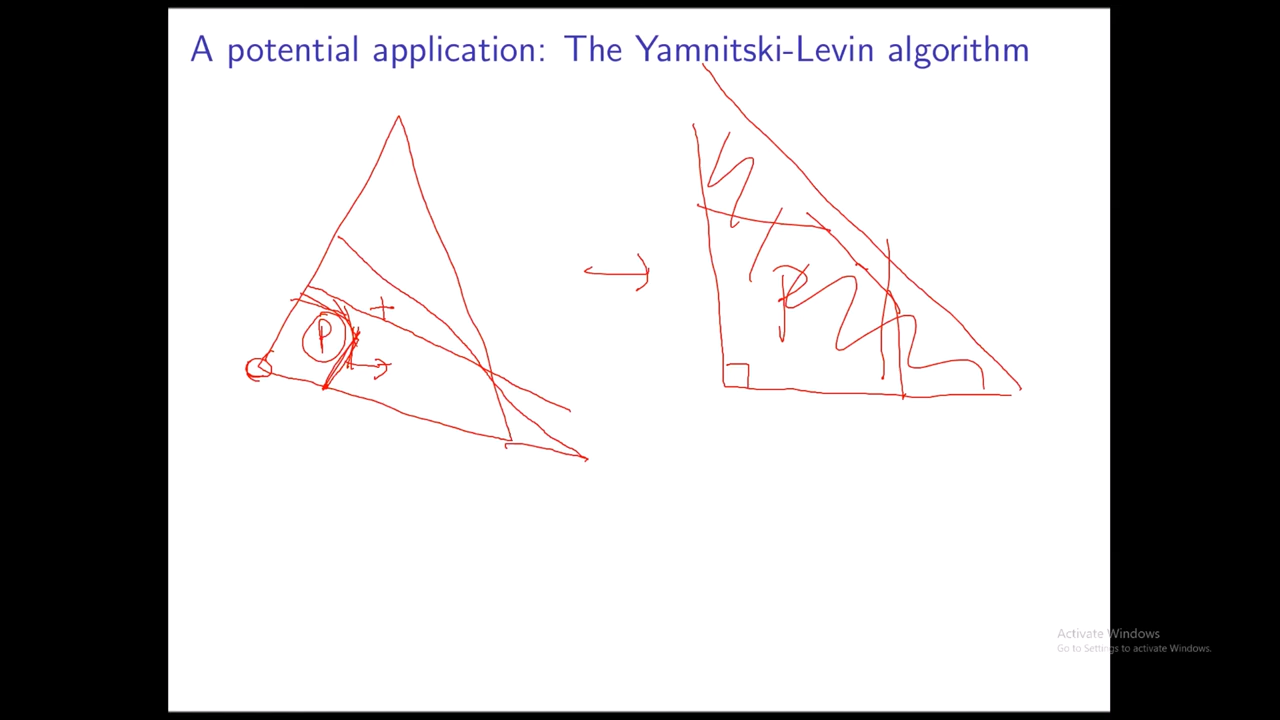 A potential application: The Yamnitski-Levin algorithm
+
P
P
Activate Windows
Go to Settings to activate Windows.